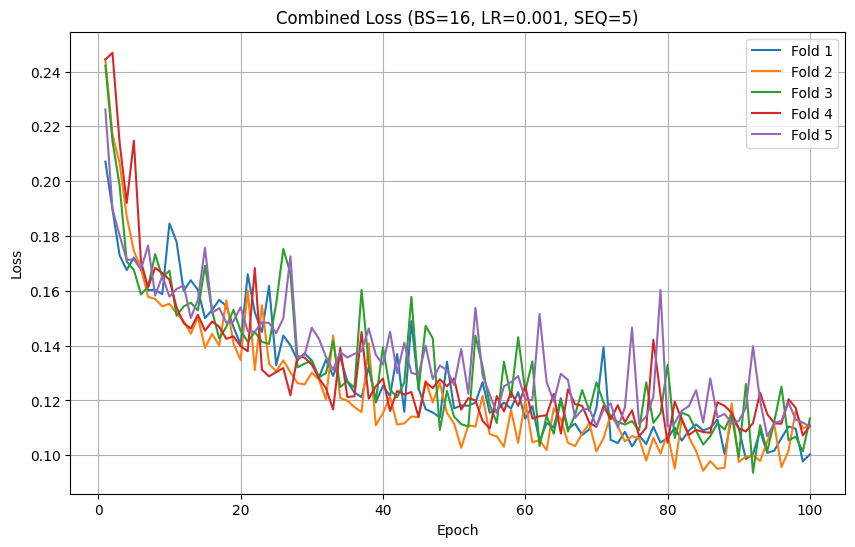 Combined Loss (BS=16, LR=0.001, SEQ=5)
Fold 1
Fold 2
Fold 3
Fold 4
Fold 5
Loss
0.24
0.22
0.20
0.18
0.16
0.14
0.12
0.10
0
20
40
60
80
100
Epoch